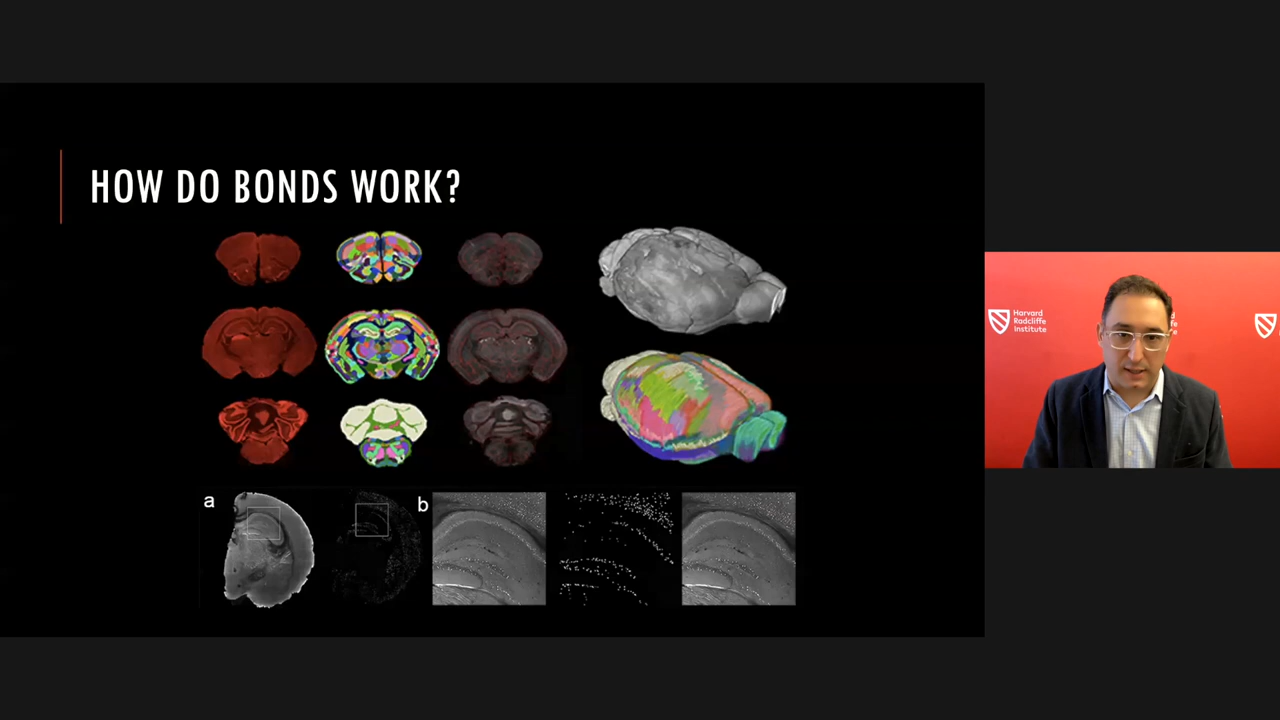 HOW DO BONDS WORK?
a
b
Harvard
Radcliffe
Institute